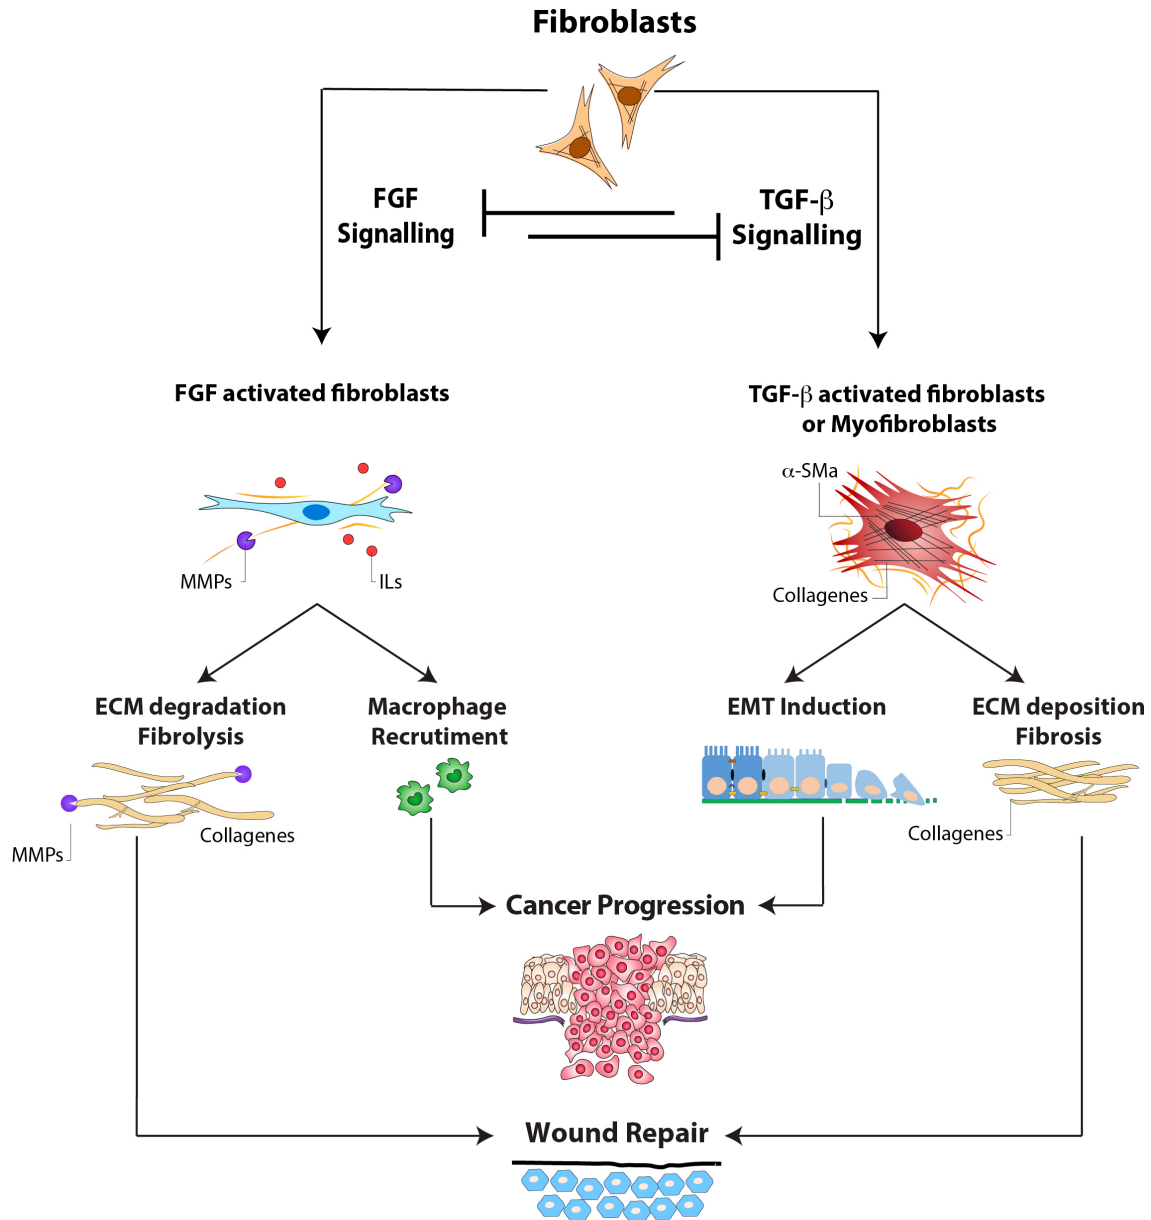 Fibroblasts
FGF
Signalling
TGF-β
Signalling
FGF activated fibroblasts
TGF-β activated fibroblasts
or Myofibroblasts
α-SMa
MMPs
ILs
Collagenes
ECM degradation
Fibrolysis
Macrophage
Recrutiment
EMT Induction
ECM deposition
Fibrosis
Collagenes
MMPs
Collagenes
Cancer Progression
Wound Repair